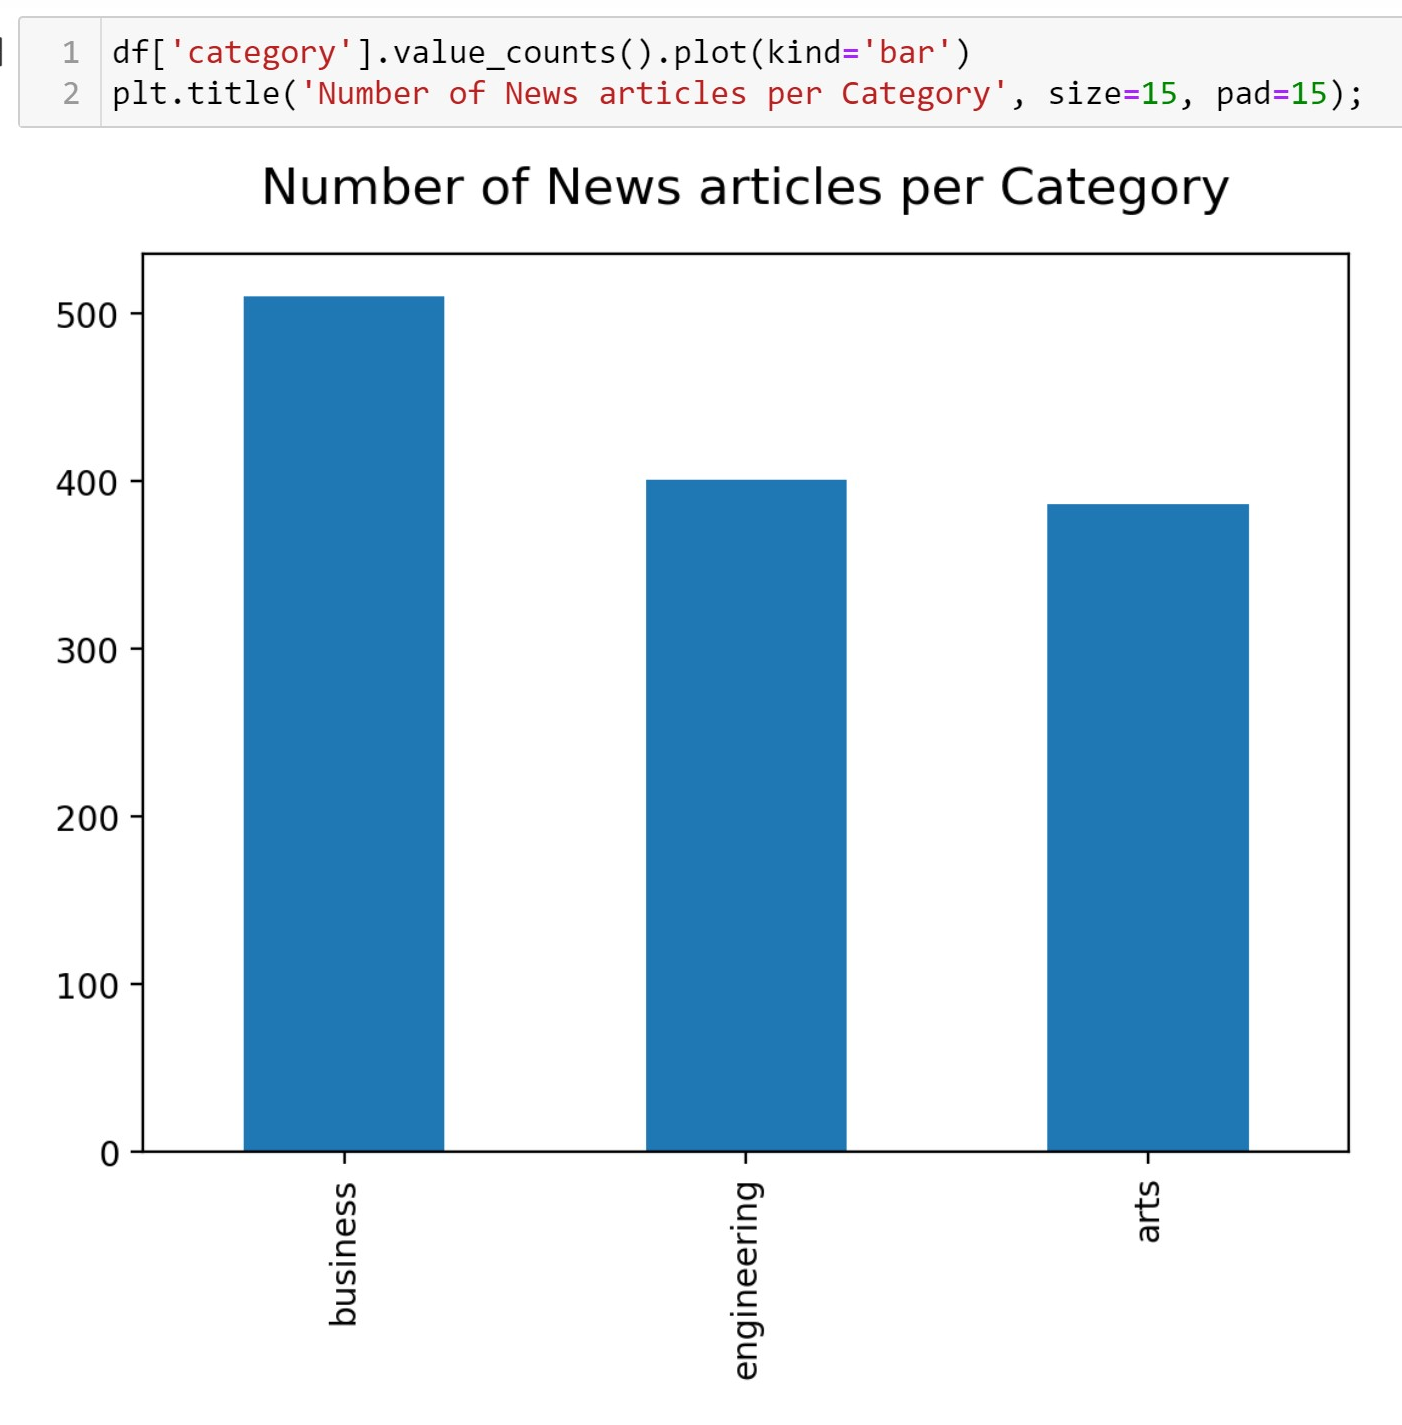 1 df['category'].value_counts().plot(kind='bar')
2 plt.title('Number of News articles per Category', size=15, pad=15);
Number of News articles per Category
500
400
300
200
100
0
business
engineering
arts